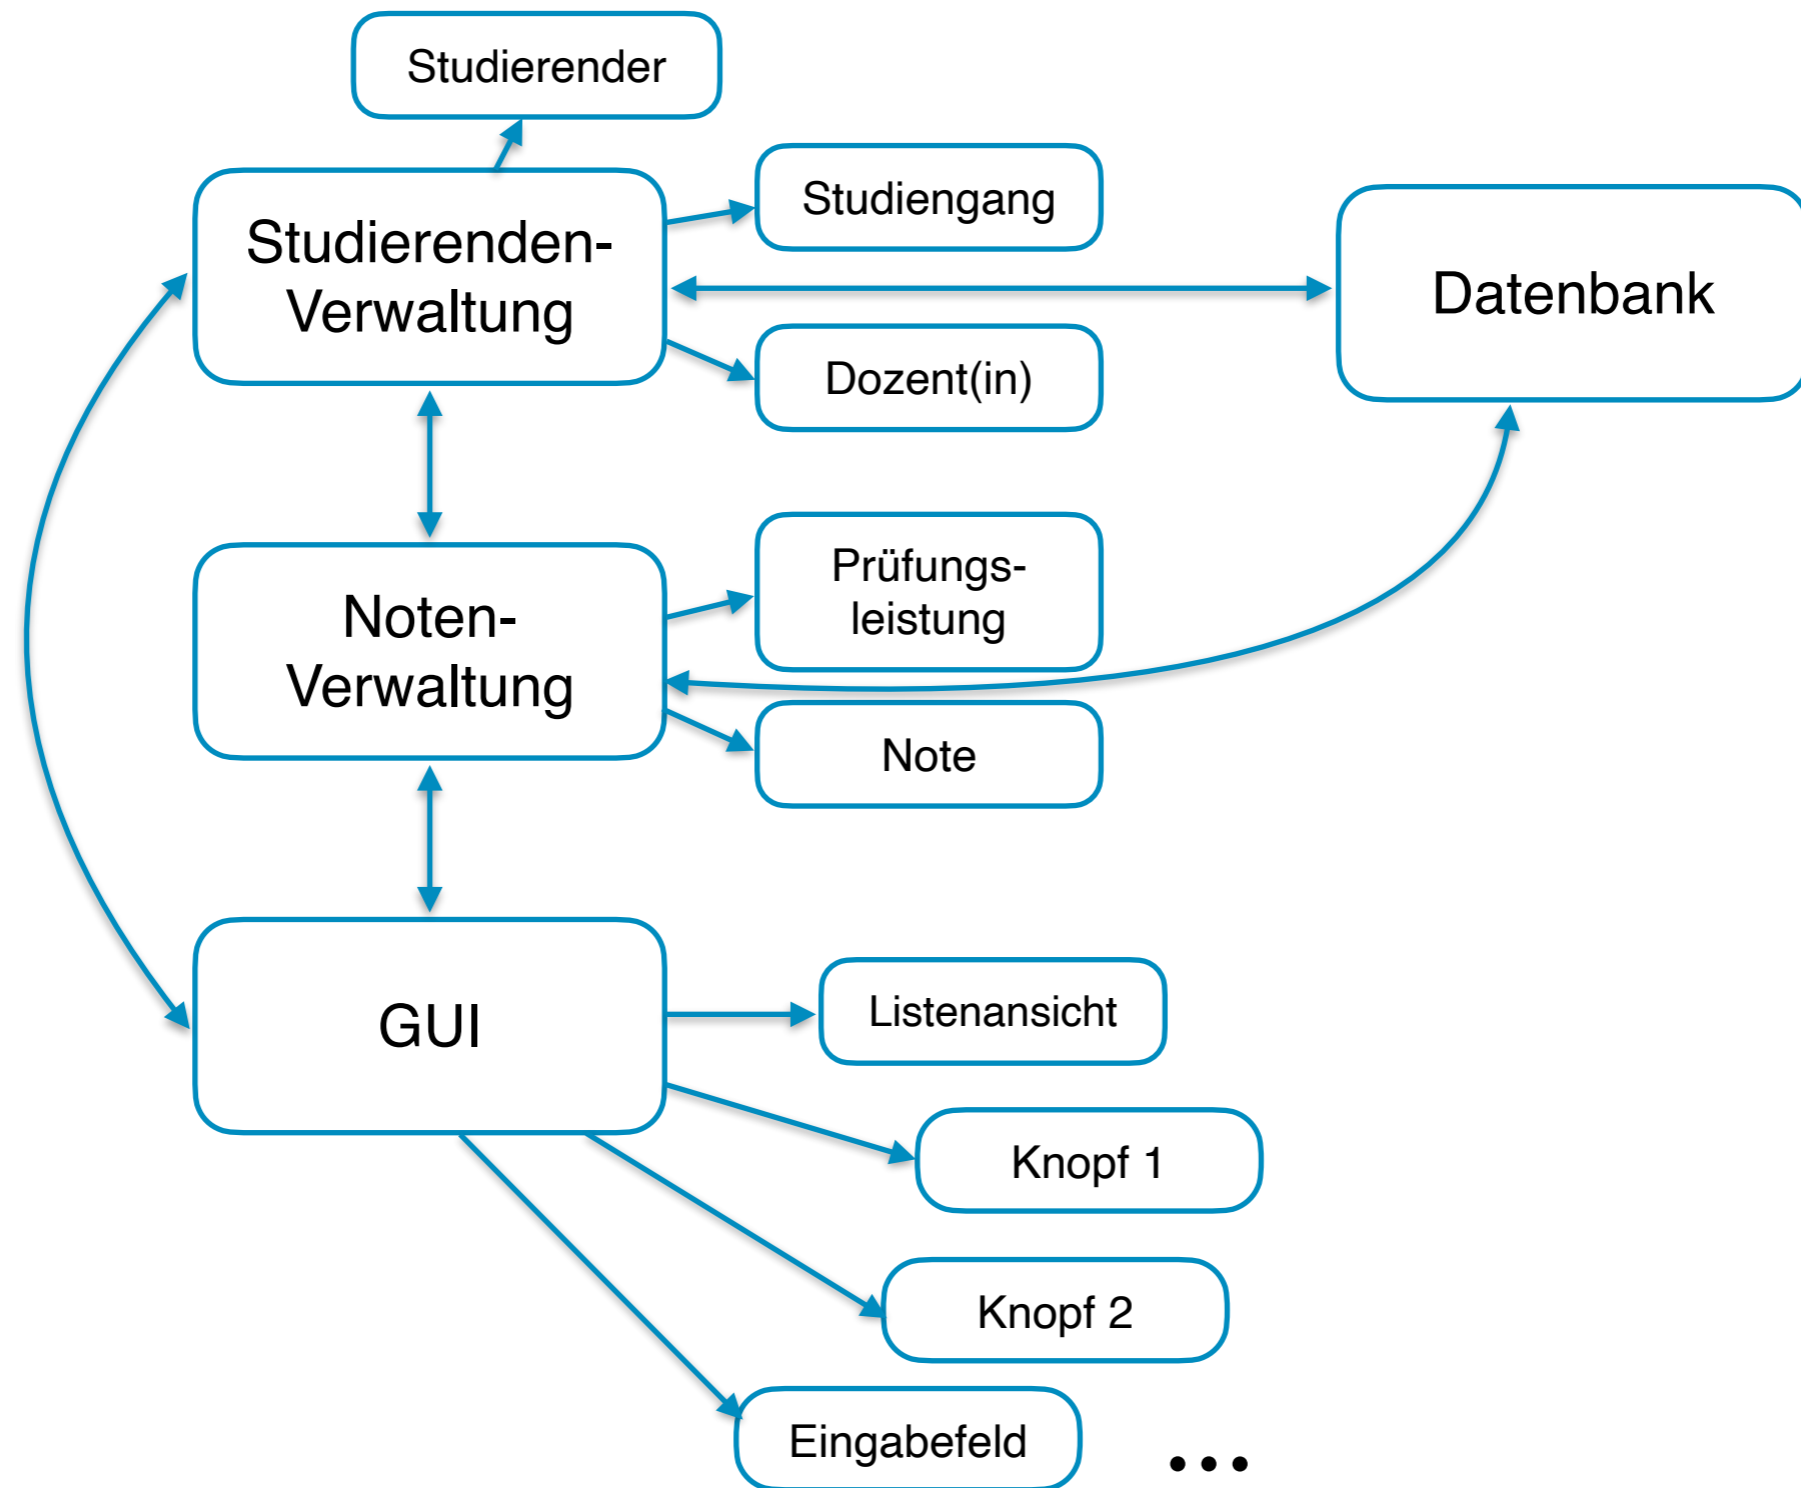 Studierender
Studiengang
Studierenden-
Verwaltung
Datenbank
Dozent(in)
Prüfungs-
leistung
Noten-
Verwaltung
Note
GUI
Listenansicht
Knopf 1
Knopf 2
Eingabefeld
...